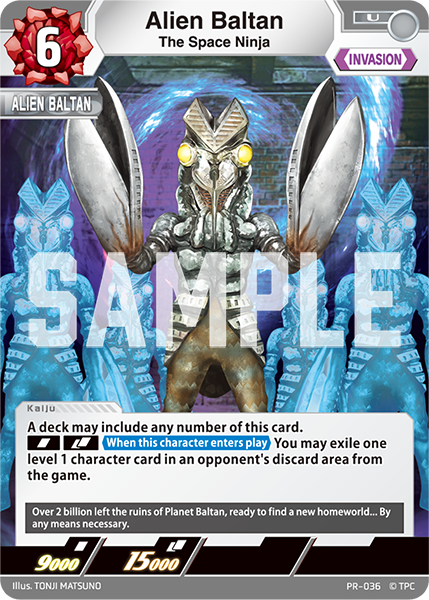 Alien Baltan
The Space Ninja
U
6
INVASION
ALIEN BALTAN
SAMPLE
Kaiju
A deck may include any number of this card.
When this character enters play You may exile one
level 1 character card in an opponent's discard area from
the game.
Over 2 billion left the ruins of Planet Baltan, ready to find a new homeworld... By
any means necessary.
9000 15000
Illus. TONJI MATSUNO PR-036 © TPC